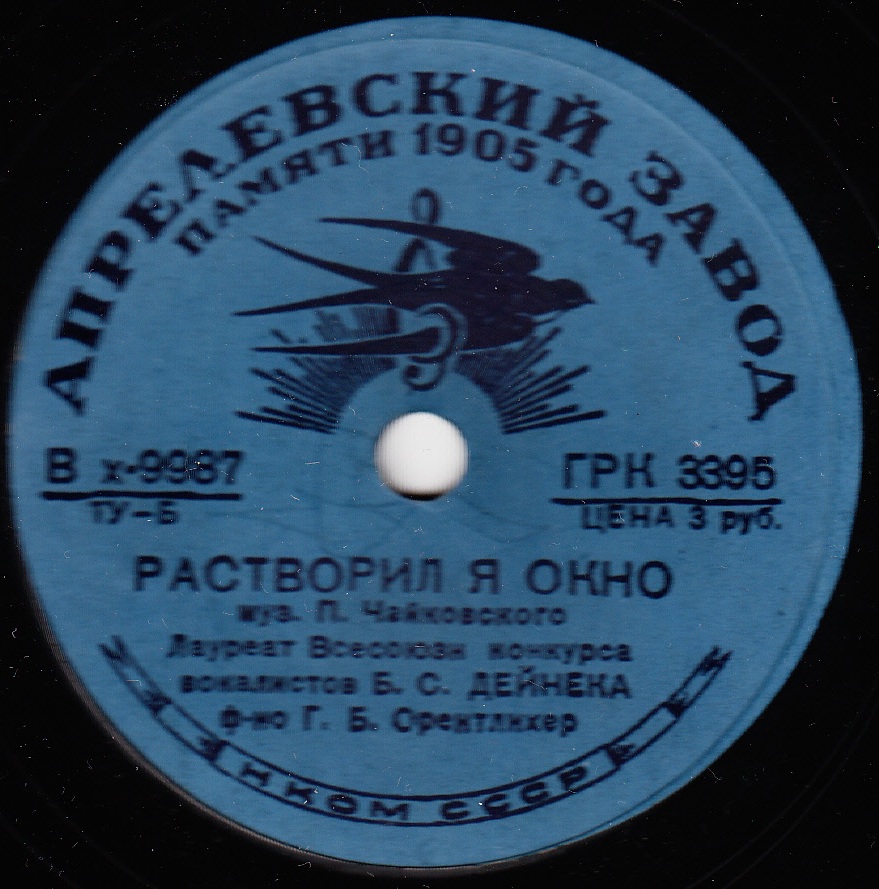 АПРЕЛЕВСКИЙ ЗАВОД
ПАМЯТИ 1905 ГОДА
В х-9967
ТУ-Б
ГРК 3395
ЦЕНА 3 руб.
РАСТВОРИЛ Я ОКНО
муз. П. Чайковского
Лауреат Всесоюзн конкурса
вокалистов Б. С. ДЕЙНЕКА
ф-но Г. Б. Орентлихер
НКОМ СССР